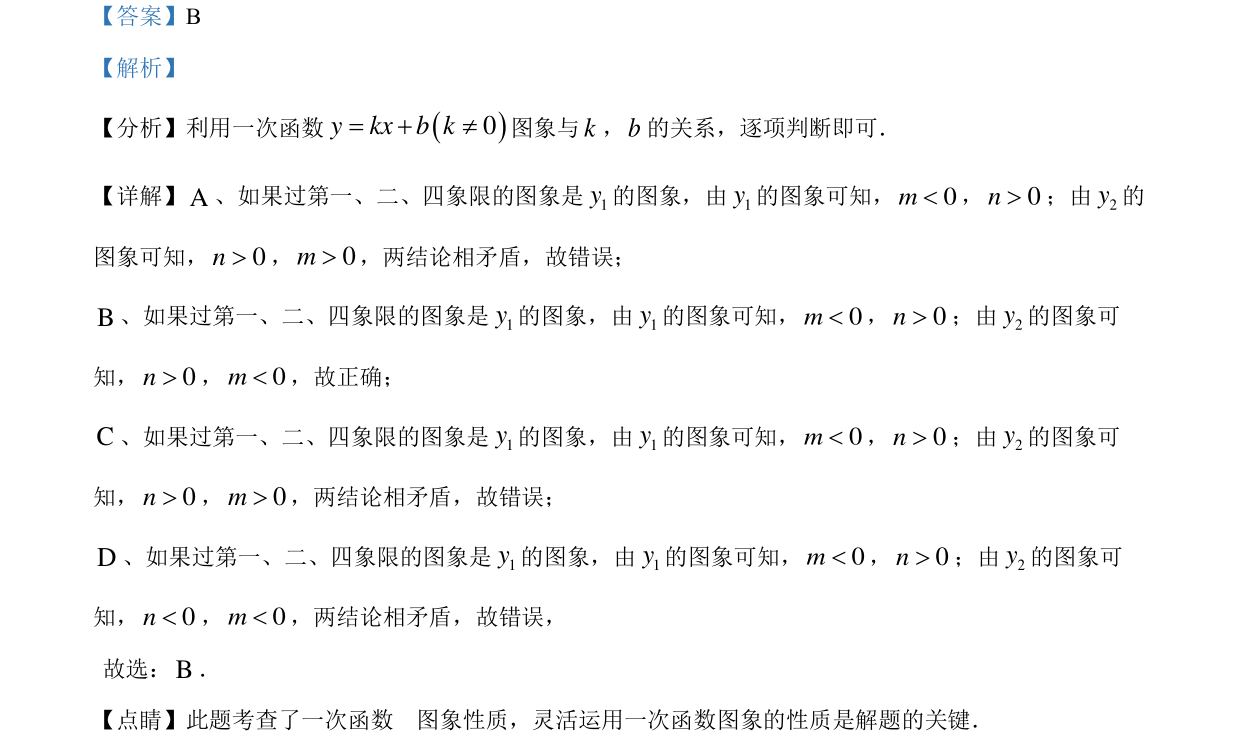 【答案】B
【解析】
【分析】利用一次函数 y = kx + b(k ≠ 0) 图象与 k，b 的关系，逐项判断即可．
【详解】A、如果过第一、二、四象限的图象是 y₁ 的图象，由 y₁ 的图象可知，m < 0，n > 0；由 y₂ 的
图象可知，n > 0，m > 0，两结论相矛盾，故错误；
B、如果过第一、二、四象限的图象是 y₁ 的图象，由 y₁ 的图象可知，m < 0，n > 0；由 y₂ 的图象可
知，n > 0，m < 0，故正确；
C、如果过第一、二、四象限的图象是 y₁ 的图象，由 y₁ 的图象可知，m < 0，n > 0；由 y₂ 的图象可
知，n > 0，m > 0，两结论相矛盾，故错误；
D、如果过第一、二、四象限的图象是 y₁ 的图象，由 y₁ 的图象可知，m < 0，n > 0；由 y₂ 的图象可
知，n < 0，m < 0，两结论相矛盾，故错误，
故选：B．
【点睛】此题考查了一次函数 图象性质，灵活运用一次函数图象的性质是解题的关键．